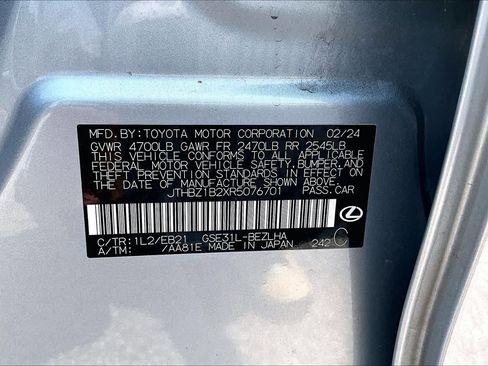 MFD.BY:TOYOTA MOTOR CORPORATION 02/24
GVWR 4700LB GAWR FR 2470LB RR 2545LB
THIS VEHICLE CONFORMS TO ALL APPLICABLE
FEDERAL MOTOR VEHICLE SAFETY,BUMPER,AND
THEFT PREVENTION STANDARDS IN EFFECT ON
THE DATE OF MANUFACTURE SHOWN ABOVE.
JTHBZ1B2XR5076701 PASS.CAR
C/TR:1L2/EB21 GSE31L-BEZLHA
A/TM: 7AA81E MADE IN JAPAN 242 C